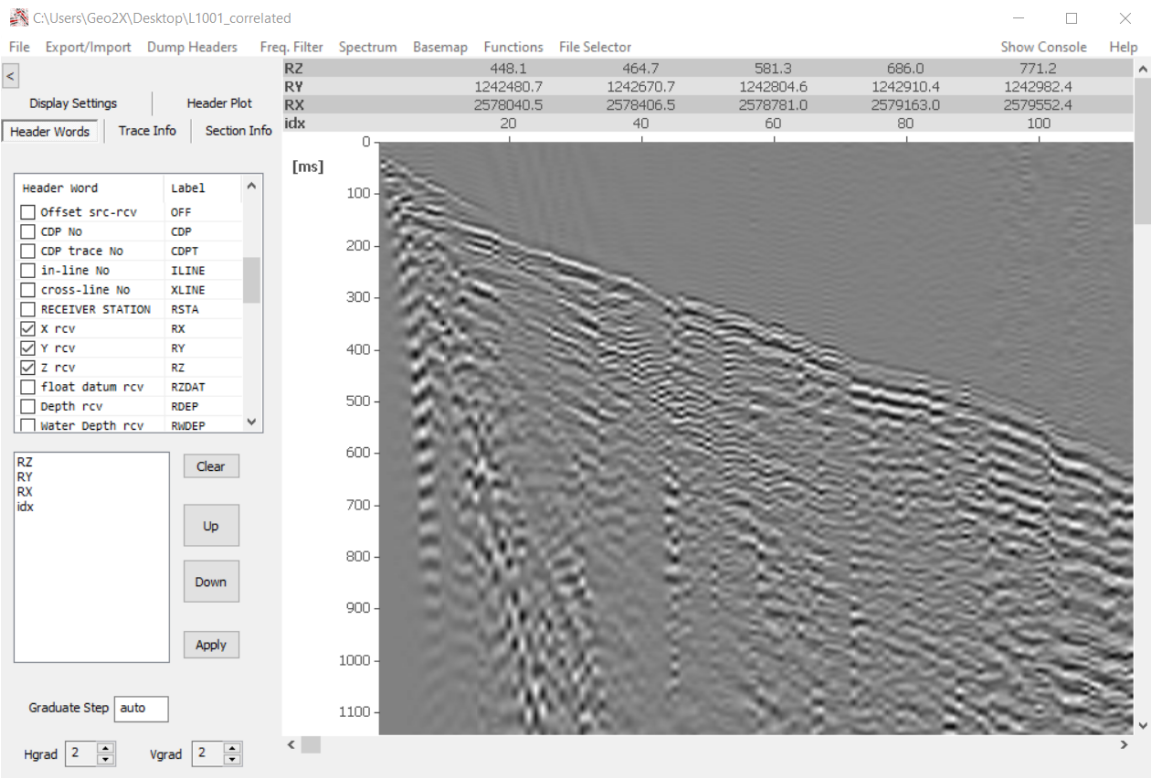 C:\Users\Geo2X\Desktop\L1001_correlated
File Export/Import Dump Headers Freq. Filter Spectrum Basemap Functions File Selector Show Console Help
<
Display Settings Header Plot
Header Words Trace Info Section Info
Header Word Label
Offset src-rcv OFF
CDP No CDP
CDP trace No CDPT
in-line No ILINE
cross-line No XLINE
RECEIVER STATION RSTA
X rcv RX
Y rcv RY
Z rcv RZ
float datum rcv RZDAT
Depth rcv RDEP
Water Depth rcv RWDEP
RZ
RY
RX
idx
Clear
Up
Down
Apply
Graduate Step auto
Hgrad 2 Vgrad 2
RZ 448.1 464.7 581.3 686.0 771.2
RY 1242480.7 1242670.7 1242804.6 1242910.4 1242982.4
RX 2578040.5 2578406.5 2578781.0 2579163.0 2579552.4
idx 20 40 60 80 100
0
[ms]
100
200
300
400
500
600
700
800
900
1000
1100